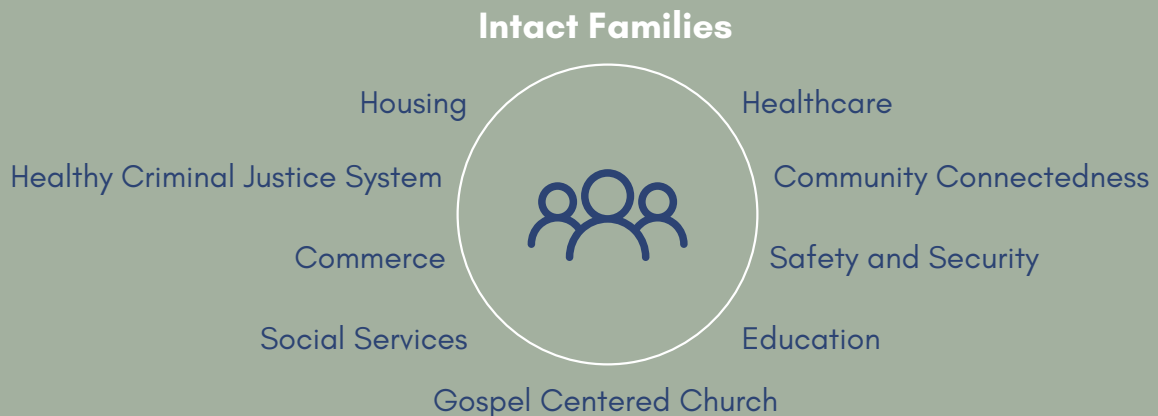 Intact Families
Housing
Healthcare
Healthy Criminal Justice System
Community Connectedness
Commerce
Safety and Security
Social Services
Education
Gospel Centered Church